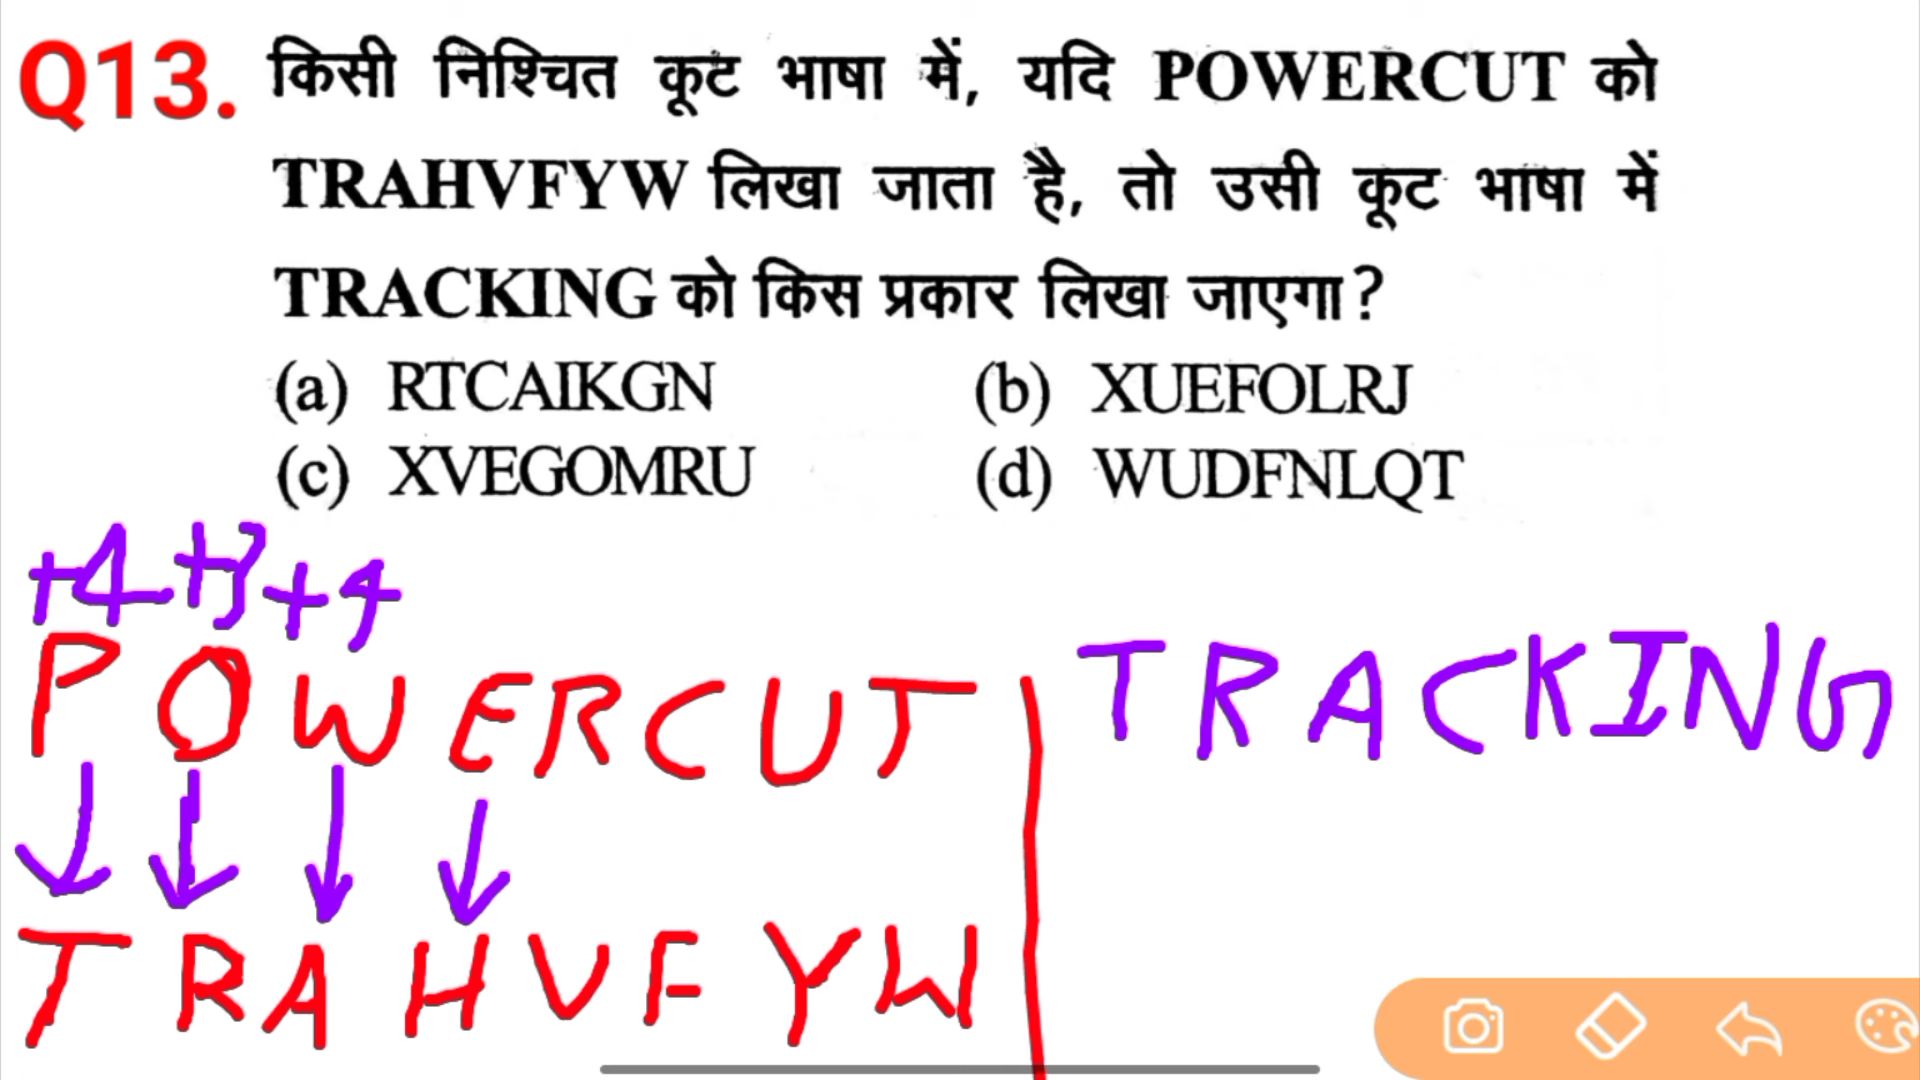 Q13. किसी निश्चित कूट भाषा में, यदि POWERCUT को
TRAHVFYW लिखा जाता है, तो उसी कूट भाषा में
TRACKING को किस प्रकार लिखा जाएगा?
(a) RTCAIKGN (b) XUEFOLRJ
(c) XVEGOMRU (d) WUDFNLQT
+4 +3 +4
POWERCUT TRACKING
TRAHVFYW